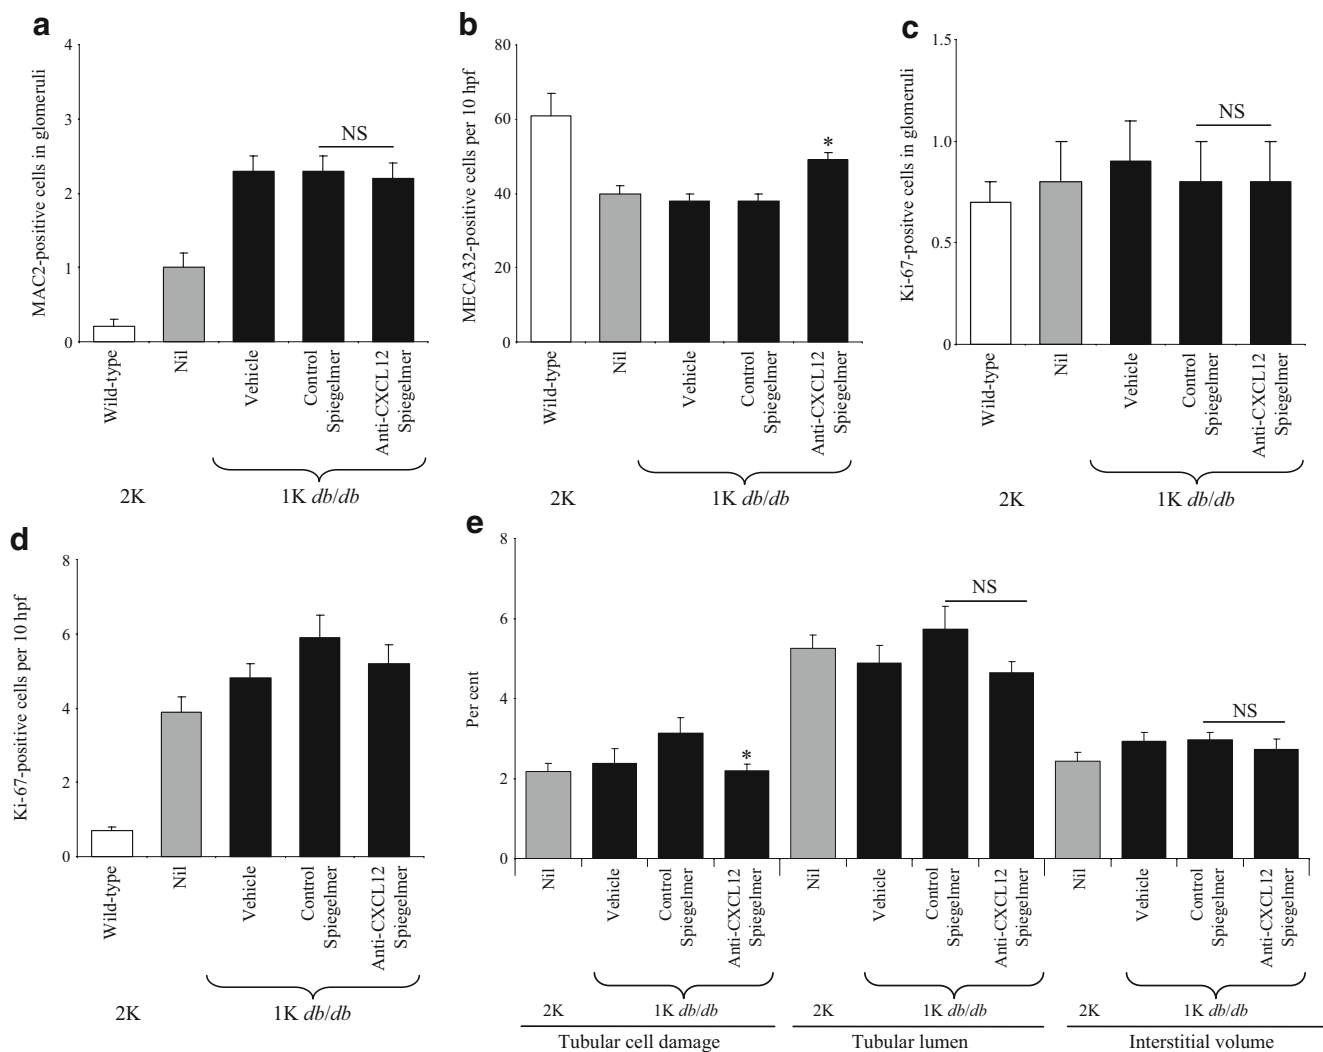 a
MAC2-positive cells in glomeruli
4
3
2
1
0
NS
Wild-type
Nil
Vehicle
Control
Spiegelmer
Anti-CXCL12
Spiegelmer
2K
1K db/db
b
MECA32-positive cells per 10 hpf
80
60
40
20
0
*
Wild-type
Nil
Vehicle
Control
Spiegelmer
Anti-CXCL12
Spiegelmer
2K
1K db/db
c
Ki-67-positve cells in glomeruli
1.5
1.0
0.5
0
NS
Wild-type
Nil
Vehicle
Control
Spiegelmer
Anti-CXCL12
Spiegelmer
2K
1K db/db
d
Ki-67-positive cells per 10 hpf
8
6
4
2
0
Wild-type
Nil
Vehicle
Control
Spiegelmer
Anti-CXCL12
Spiegelmer
2K
1K db/db
e
Per cent
8
6
4
2
0
*
NS
NS
Nil
Vehicle
Control
Spiegelmer
Anti-CXCL12
Spiegelmer
Nil
Vehicle
Control
Spiegelmer
Anti-CXCL12
Spiegelmer
Nil
Vehicle
Control
Spiegelmer
Anti-CXCL12
Spiegelmer
2K
1K db/db
2K
1K db/db
2K
1K db/db
Tubular cell damage
Tubular lumen
Interstitial volume